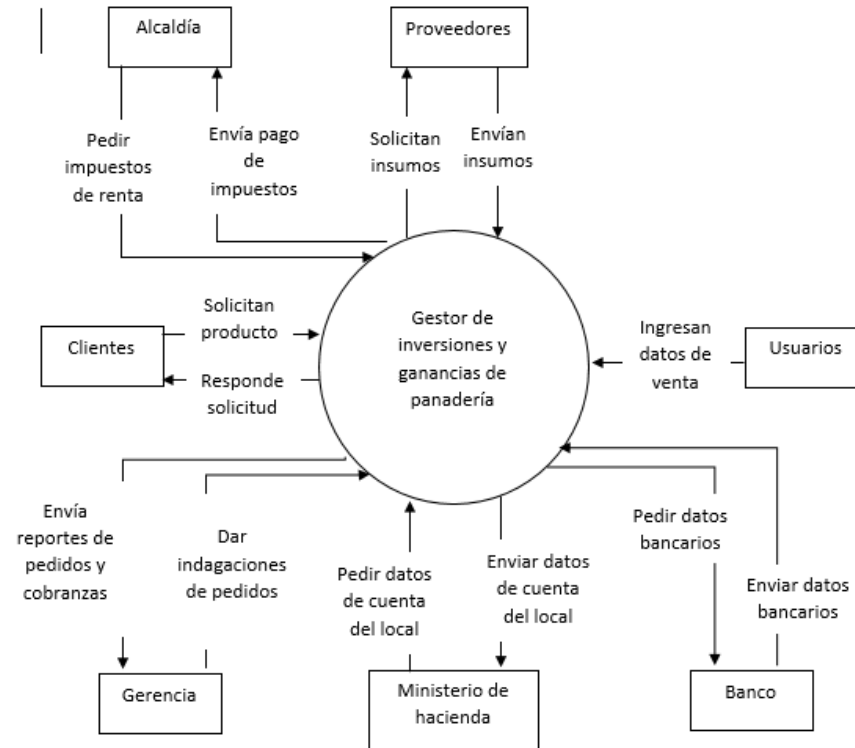 Alcaldía
Proveedores
Pedir
impuestos
de renta
Envía pago
de
impuestos
Solicitan
insumos
Envían
insumos
Solicitan
producto
Clientes
Responde
solicitud
Gestor de
inversiones y
ganancias de
panadería
Ingresan
datos de
venta
Usuarios
Envía
reportes de
pedidos y
cobranzas
Dar
indagaciones
de pedidos
Pedir datos
de cuenta
del local
Enviar datos
de cuenta
del local
Pedir datos
bancarios
Enviar datos
bancarios
Gerencia
Ministerio de
hacienda
Banco